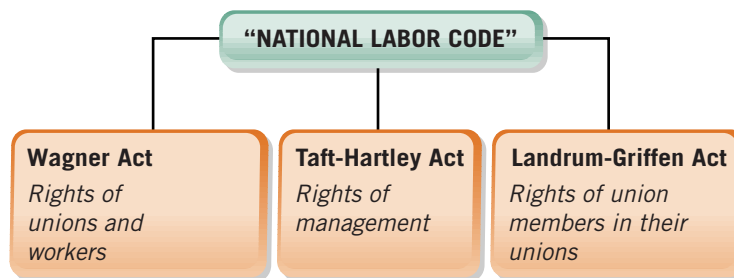 “NATIONAL LABOR CODE”
Wagner Act
Rights of
unions and
workers
Taft-Hartley Act
Rights of
management
Landrum-Griffen Act
Rights of union
members in their
unions